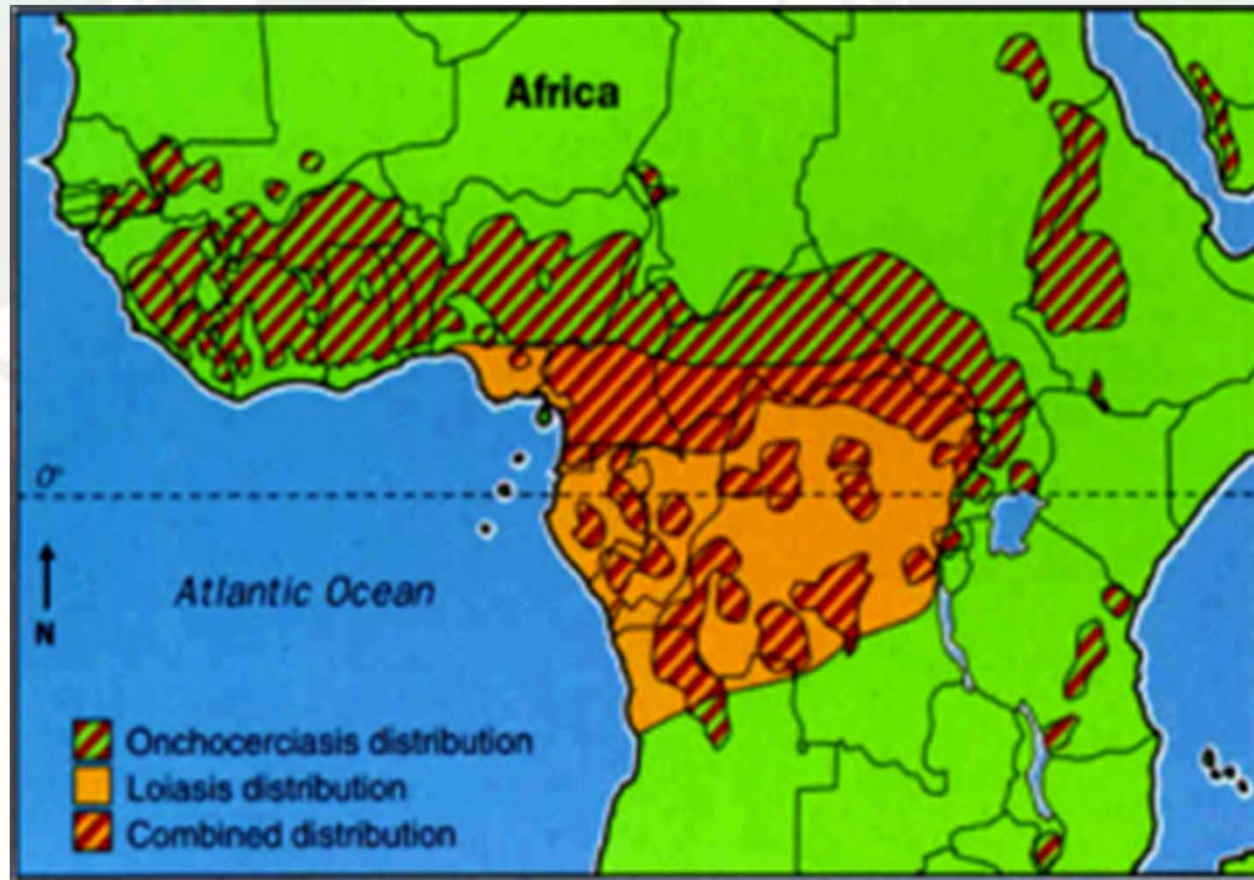 Africa
0°
Atlantic Ocean
N
Onchocerciasis distribution
Loiasis distribution
Combined distribution